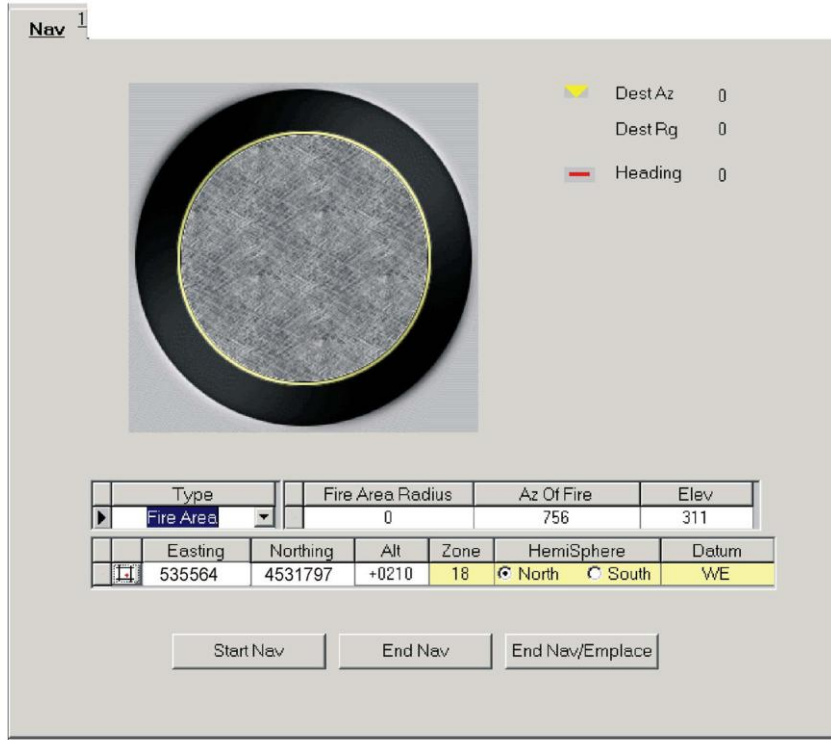 Nav 1
Dest Az 0
Dest Rg 0
Heading 0
Type Fire Area Radius Az Of Fire Elev
Fire Area 0 756 311
Easting Northing Alt Zone HemiSphere Datum
535564 4531797 +0210 18 North South WE
Start Nav End Nav End Nav/Emplace